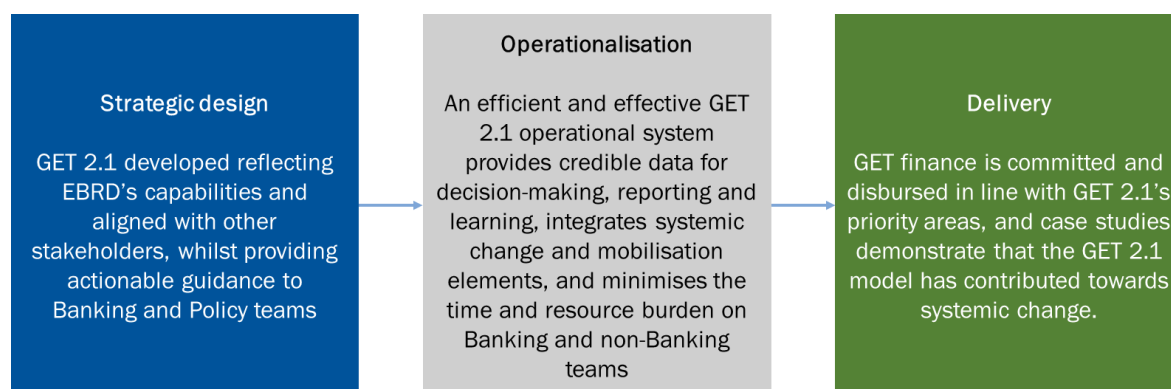 Strategic design
GET 2.1 developed reflecting
EBRD's capabilities and
aligned with other
stakeholders, whilst providing
actionable guidance to
Banking and Policy teams
Operationalisation
An efficient and effective GET
2.1 operational system
provides credible data for
decision-making, reporting and
learning, integrates systemic
change and mobilisation
elements, and minimises the
time and resource burden on
Banking and non-Banking
teams
Delivery
GET finance is committed and
disbursed in line with GET 2.1's
priority areas, and case studies
demonstrate that the GET 2.1
model has contributed towards
systemic change.